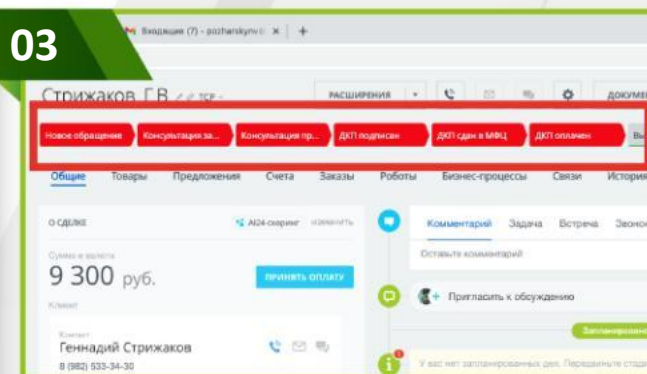 03
Входящие (7) - pozharskyrv
Стрижаков Г.В
РАСШИРЕНИЯ
ДОКУМЕ
Новое обращение
Консультация за...
Консультация пр...
ДКП подписан
ДКП сдан в МФЦ
ДКП оплачен
Вы
Общие Товары Предложения Счета Заказы Роботы Бизнес-процессы Связи История
О СДЕЛКЕ
AI24-скоринг
изменить
Комментарий Задача Встреча Звонок
Сумма и валюта
Оставьте комментарий
9 300 руб.
ПРИНЯТЬ ОПЛАТУ
Клиент
Пригласить к обсуждению
Запланировано
Контакт
Геннадий Стрижаков
8 (982) 533-34-30
У вас нет запланированных дел. Передвиньте стади